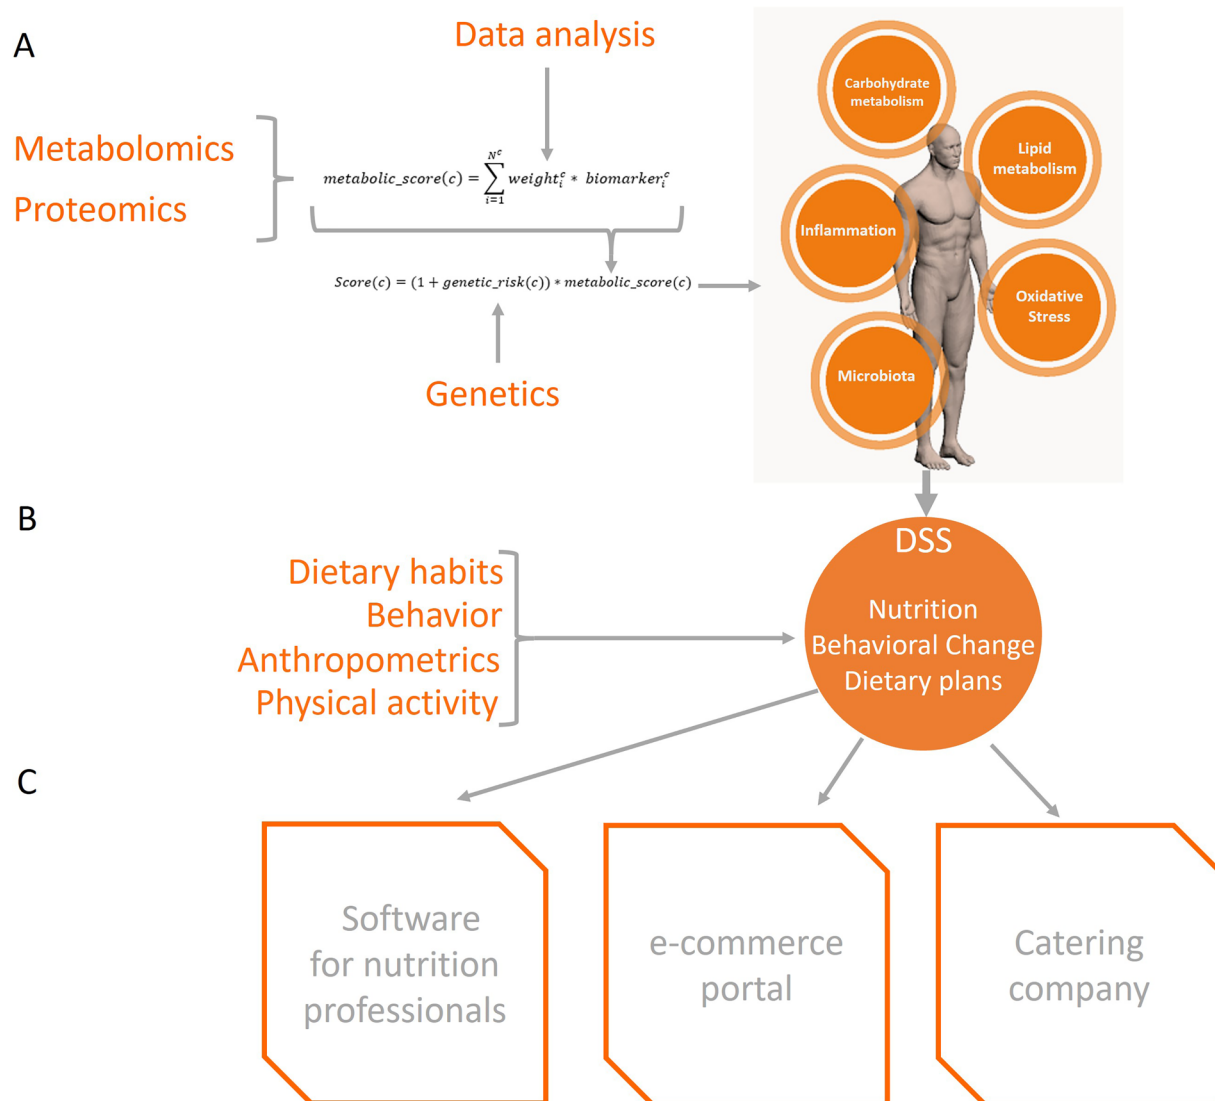 A
Data analysis
Metabolomics
Proteomics
metabolic_score(c) = \sum_{i=1}^{N^c} weight_i^c * biomarker_i^c
Score(c) = (1 + genetic_risk(c)) * metabolic_score(c)
Genetics
Carbohydrate
metabolism
Lipid
metabolism
Inflammation
Oxidative
Stress
Microbiota
B
Dietary habits
Behavior
Anthropometrics
Physical activity
DSS
Nutrition
Behavioral Change
Dietary plans
C
Software
for nutrition
professionals
e-commerce
portal
Catering
company